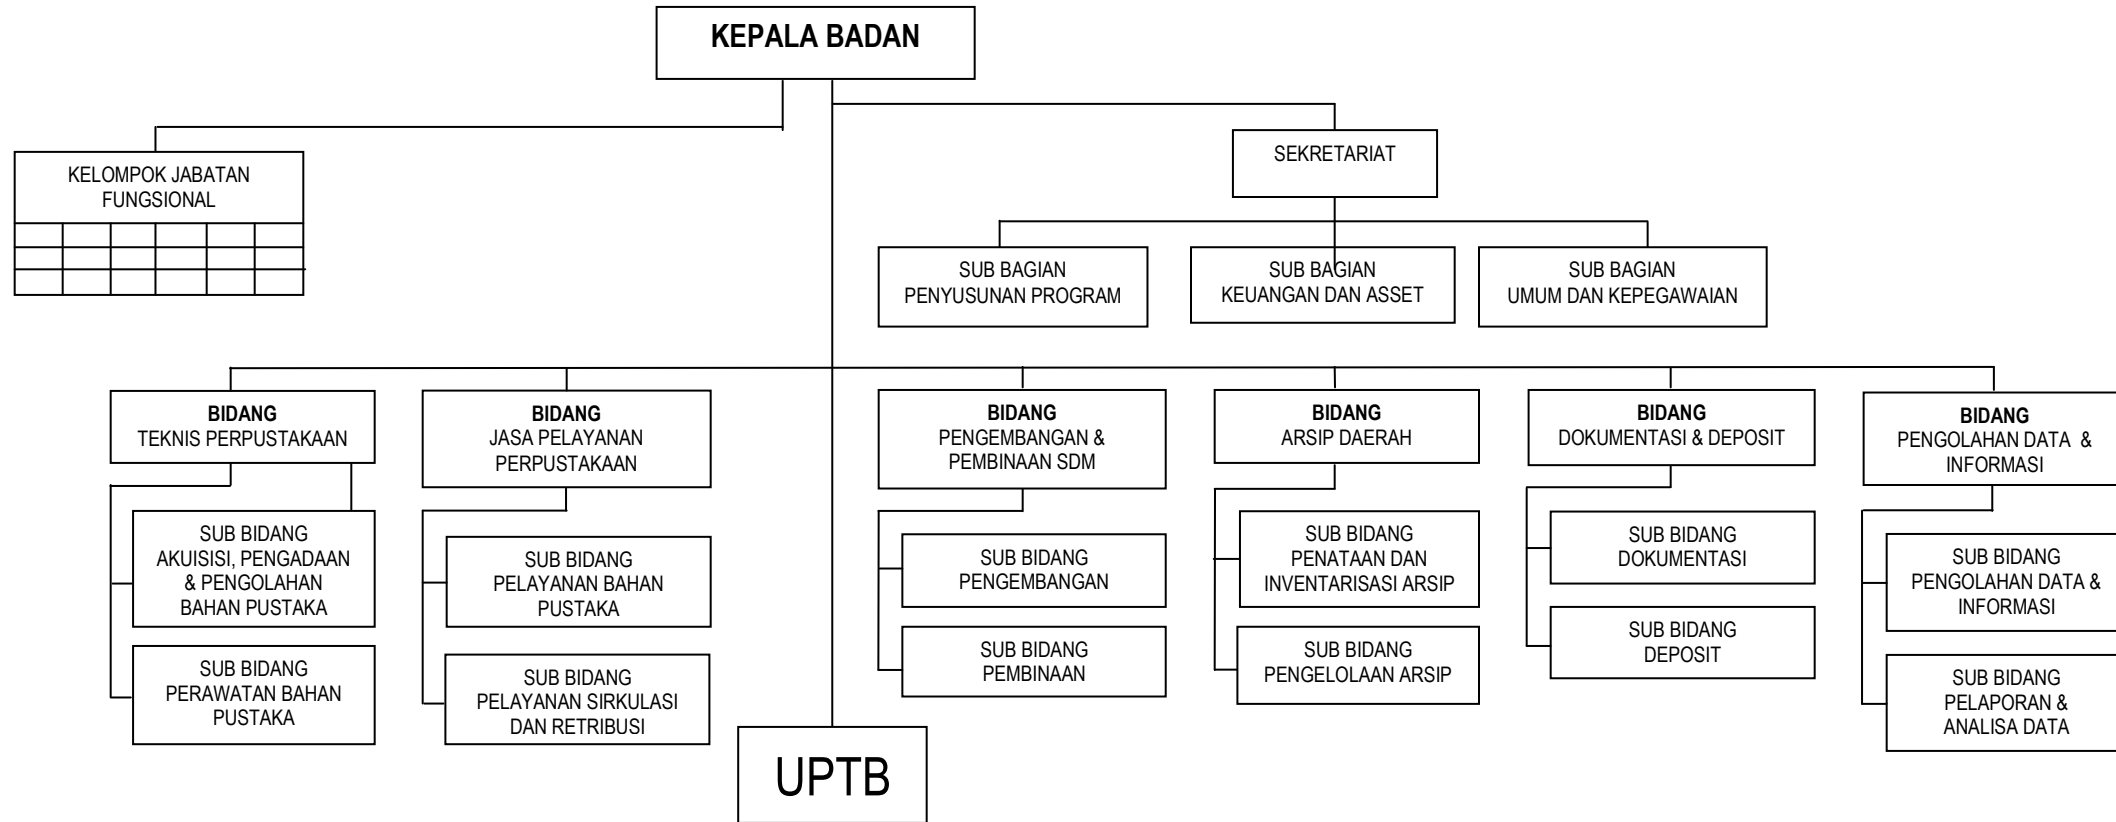 KEPALA BADAN
KELOMPOK JABATAN
FUNGSIONAL
SEKRETARIAT
SUB BAGIAN
PENYUSUNAN PROGRAM
SUB BAGIAN
KEUANGAN DAN ASSET
SUB BAGIAN
UMUM DAN KEPEGAWAIAN
BIDANG
TEKNIS PERPUSTAKAAN
SUB BIDANG
AKUISISI, PENGADAAN
& PENGOLAHAN
BAHAN PUSTAKA
SUB BIDANG
PERAWATAN BAHAN
PUSTAKA
BIDANG
JASA PELAYANAN
PERPUSTAKAAN
SUB BIDANG
PELAYANAN BAHAN
PUSTAKA
SUB BIDANG
PELAYANAN SIRKULASI
DAN RETRIBUSI
BIDANG
PENGEMBANGAN &
PEMBINAAN SDM
SUB BIDANG
PENGEMBANGAN
SUB BIDANG
PEMBINAAN
BIDANG
ARSIP DAERAH
SUB BIDANG
PENATAAN DAN
INVENTARISASI ARSIP
SUB BIDANG
PENGELOLAAN ARSIP
BIDANG
DOKUMENTASI & DEPOSIT
SUB BIDANG
DOKUMENTASI
SUB BIDANG
DEPOSIT
BIDANG
PENGOLAHAN DATA &
INFORMASI
SUB BIDANG
PENGOLAHAN DATA &
INFORMASI
SUB BIDANG
PELAPORAN &
ANALISA DATA
UPTB